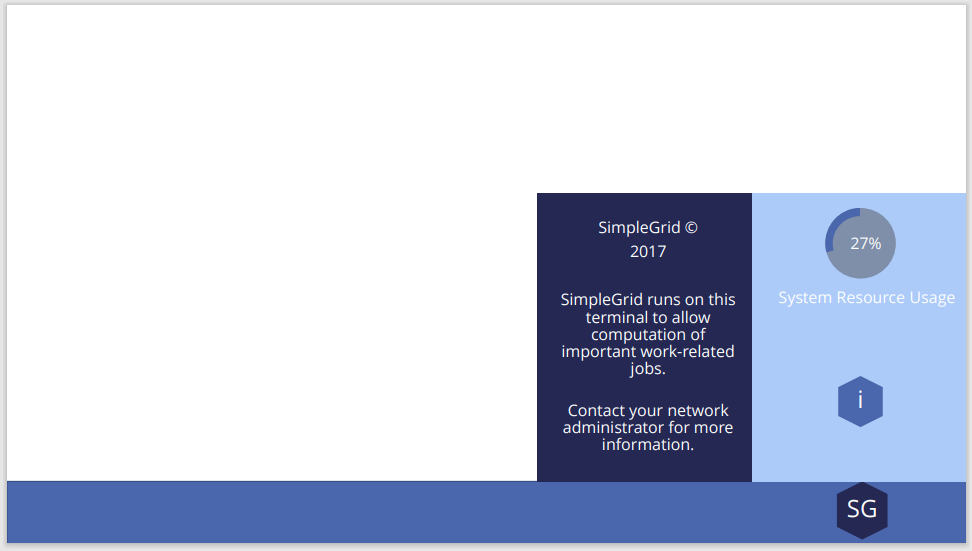 SimpleGrid ©
2017
SimpleGrid runs on this
terminal to allow
computation of
important work-related
jobs.
Contact your network
administrator for more
information.
27%
System Resource Usage
i
SG